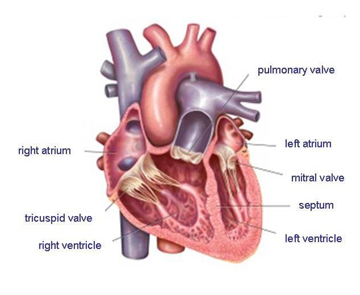 pulmonary valve
left atrium
right atrium
mitral valve
septum
tricuspid valve
left ventricle
right ventricle